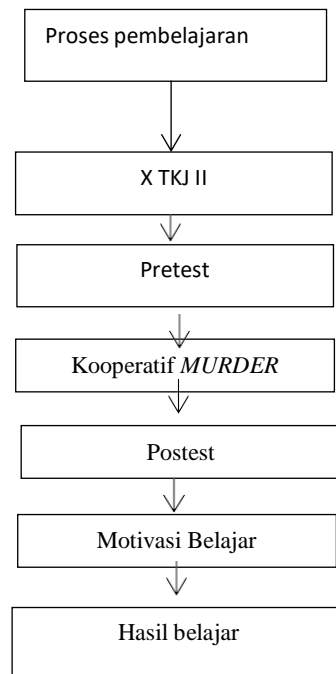 Proses pembelajaran
X TKJ II
Pretest
Kooperatif MURDER
Postest
Motivasi Belajar
Hasil belajar